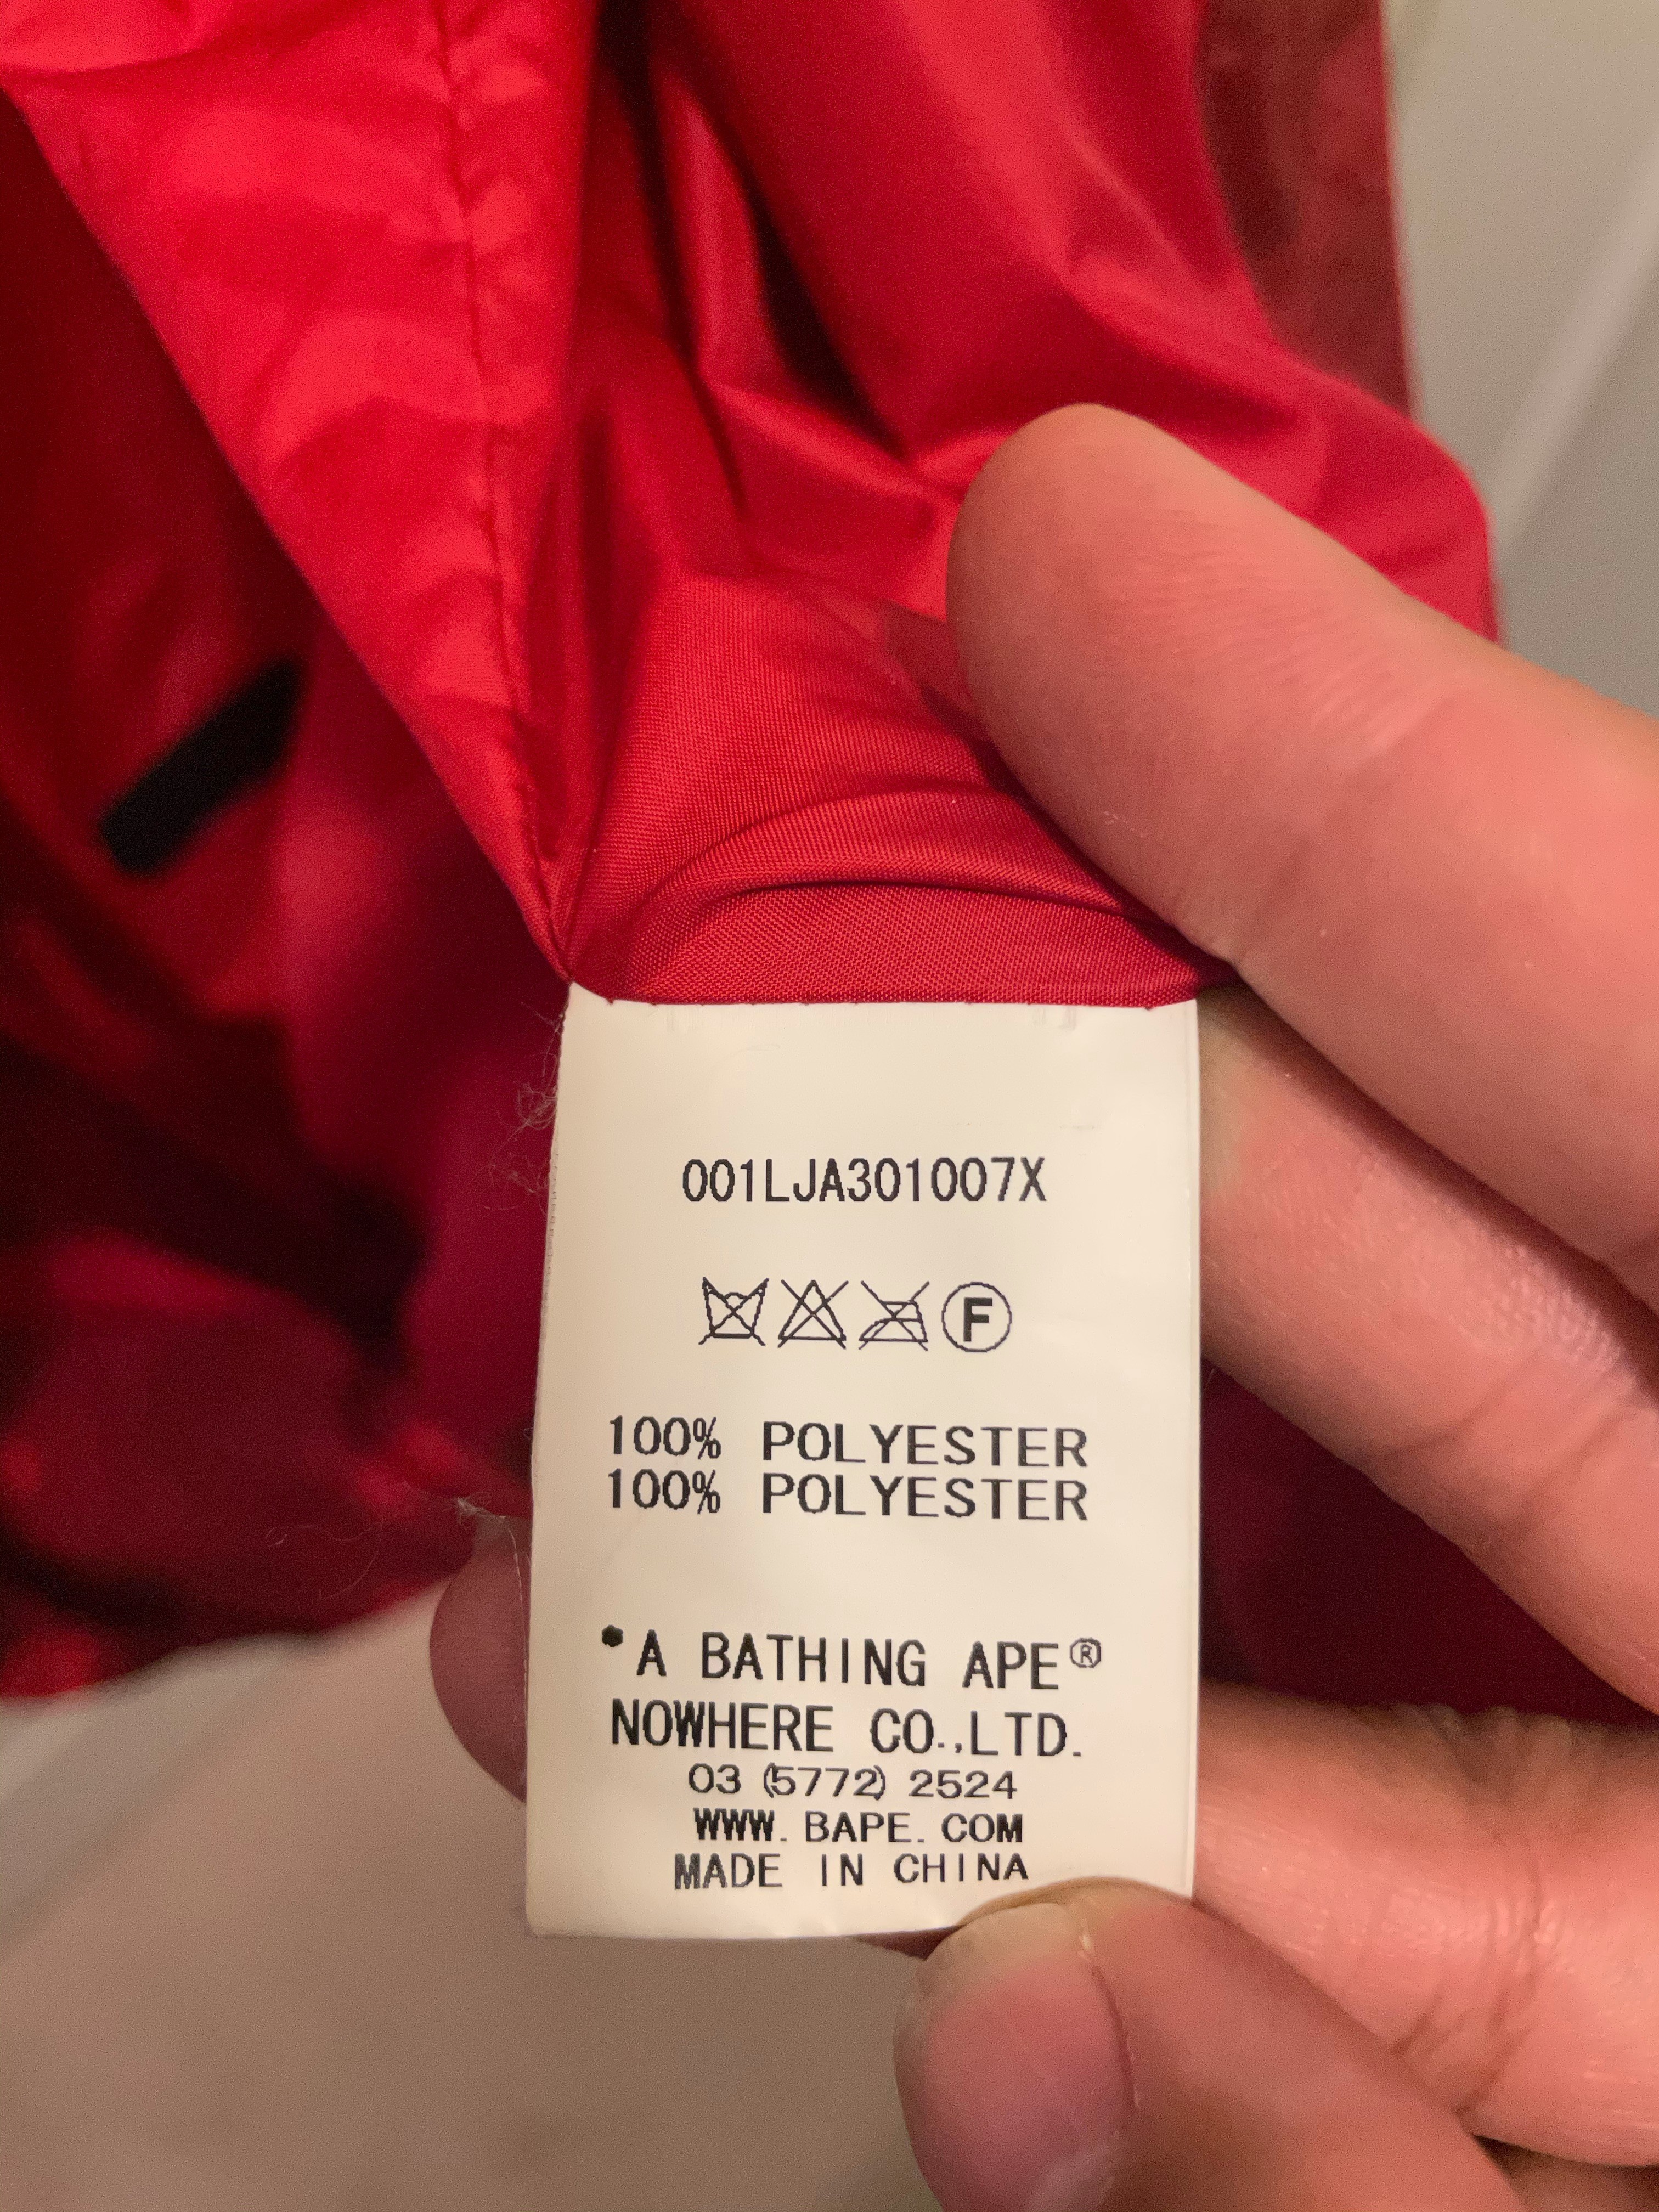 001LJA301007X
F
100% POLYESTER
100% POLYESTER
•A BATHING APE®
NOWHERE CO.,LTD.
03 (5772) 2524
WWW. BAPE. COM
MADE IN CHINA